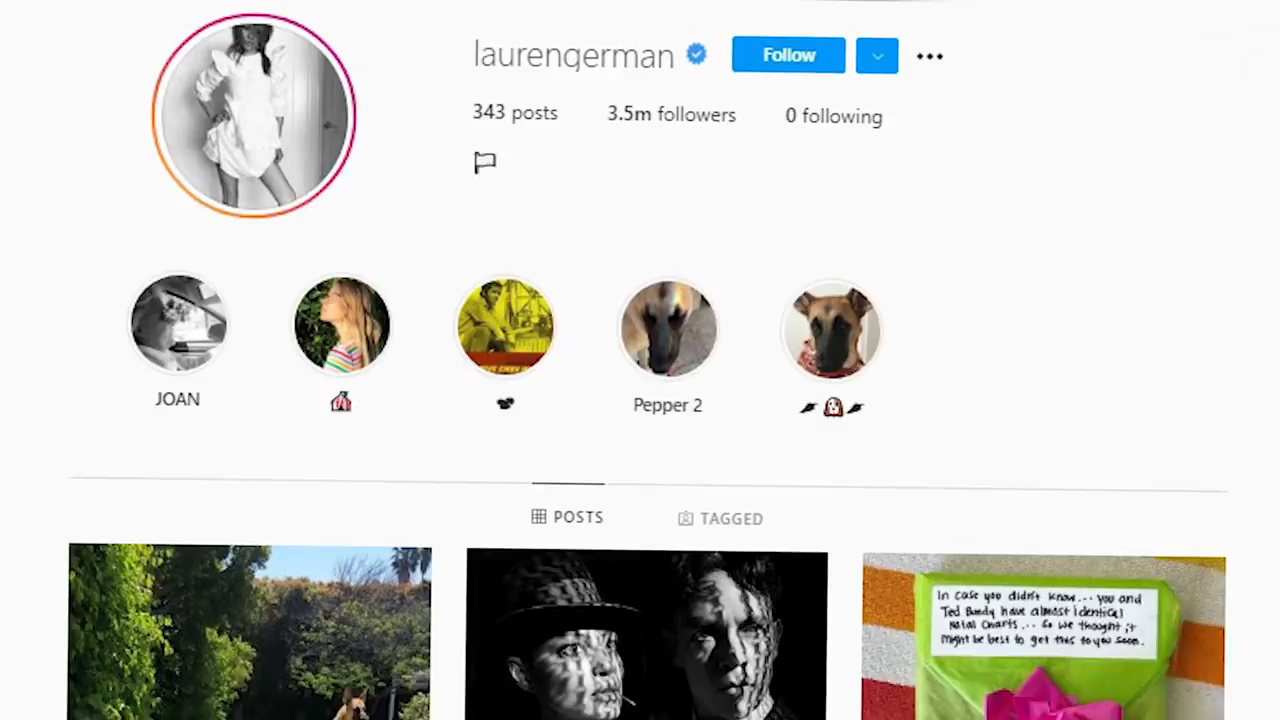 laurengerman
Follow
343 posts 3.5m followers 0 following
JOAN
Pepper 2
POSTS TAGGED
In case you didn't know... you and
Ted Bundy have almost identical
Natal Charts... So we thought it
might be best to get this to you soon.